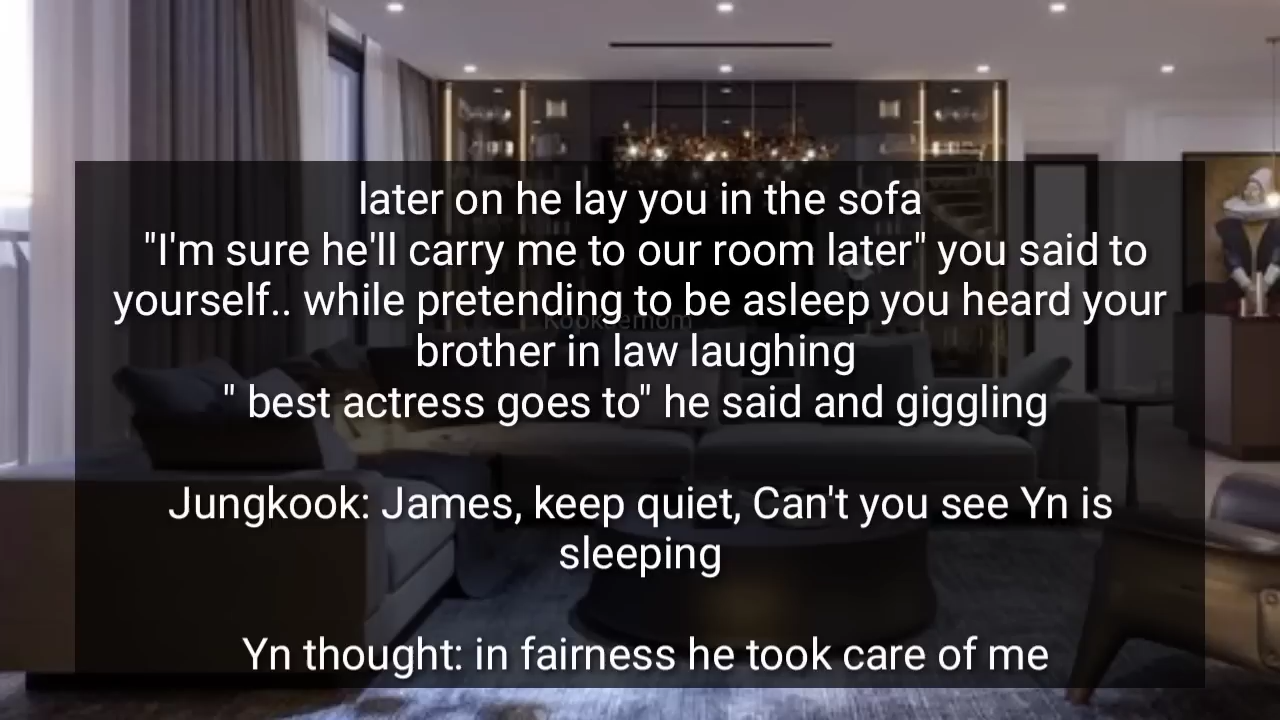 later on he lay you in the sofa
"I'm sure he'll carry me to our room later" you said to
yourself.. while pretending to be asleep you heard your
brother in law laughing
" best actress goes to" he said and giggling
Jungkook: James, keep quiet, Can't you see Yn is
sleeping
Yn thought: in fairness he took care of me